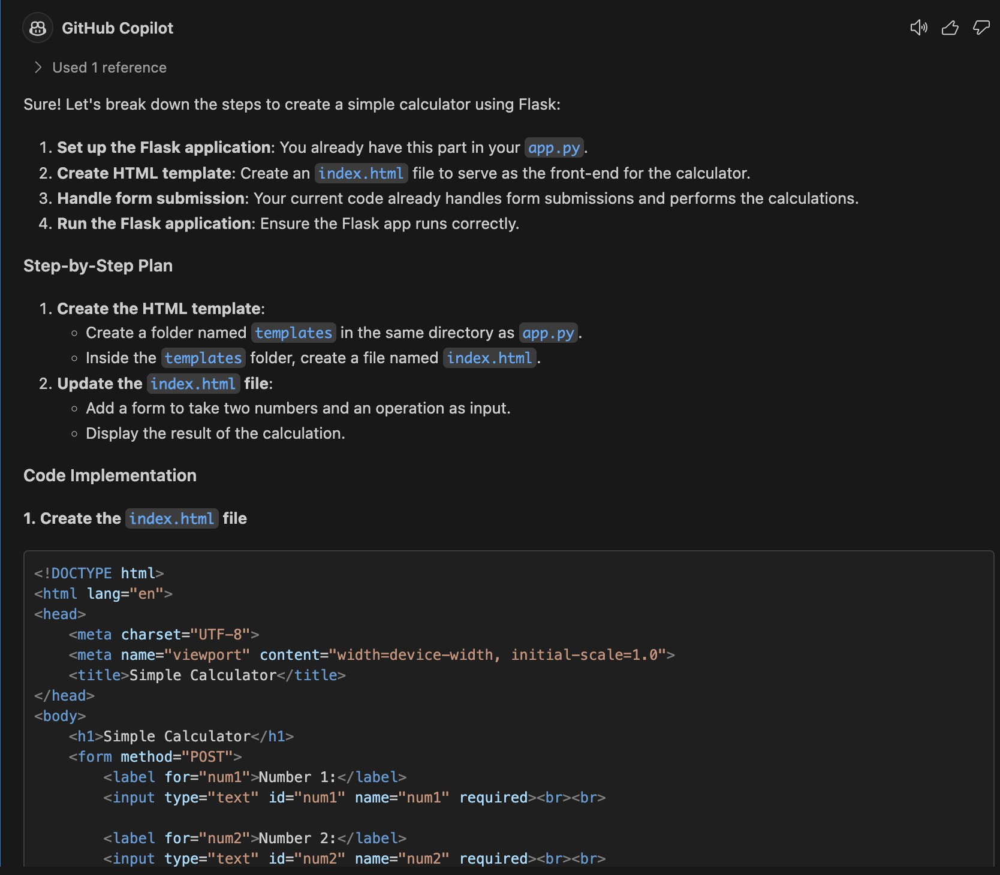 GitHub Copilot
Used 1 reference
Sure! Let's break down the steps to create a simple calculator using Flask:
1. Set up the Flask application: You already have this part in your app.py.
2. Create HTML template: Create an index.html file to serve as the front-end for the calculator.
3. Handle form submission: Your current code already handles form submissions and performs the calculations.
4. Run the Flask application: Ensure the Flask app runs correctly.
Step-by-Step Plan
1. Create the HTML template:
◦ Create a folder named templates in the same directory as app.py.
◦ Inside the templates folder, create a file named index.html.
2. Update the index.html file:
◦ Add a form to take two numbers and an operation as input.
◦ Display the result of the calculation.
Code Implementation
1. Create the index.html file
<!DOCTYPE html>
<html lang="en">
<head>
    <meta charset="UTF-8">
    <meta name="viewport" content="width=device-width, initial-scale=1.0">
    <title>Simple Calculator</title>
</head>
<body>
    <h1>Simple Calculator</h1>
    <form method="POST">
        <label for="num1">Number 1:</label>
        <input type="text" id="num1" name="num1" required><br><br>
        <label for="num2">Number 2:</label>
        <input type="text" id="num2" name="num2" required><br><br>